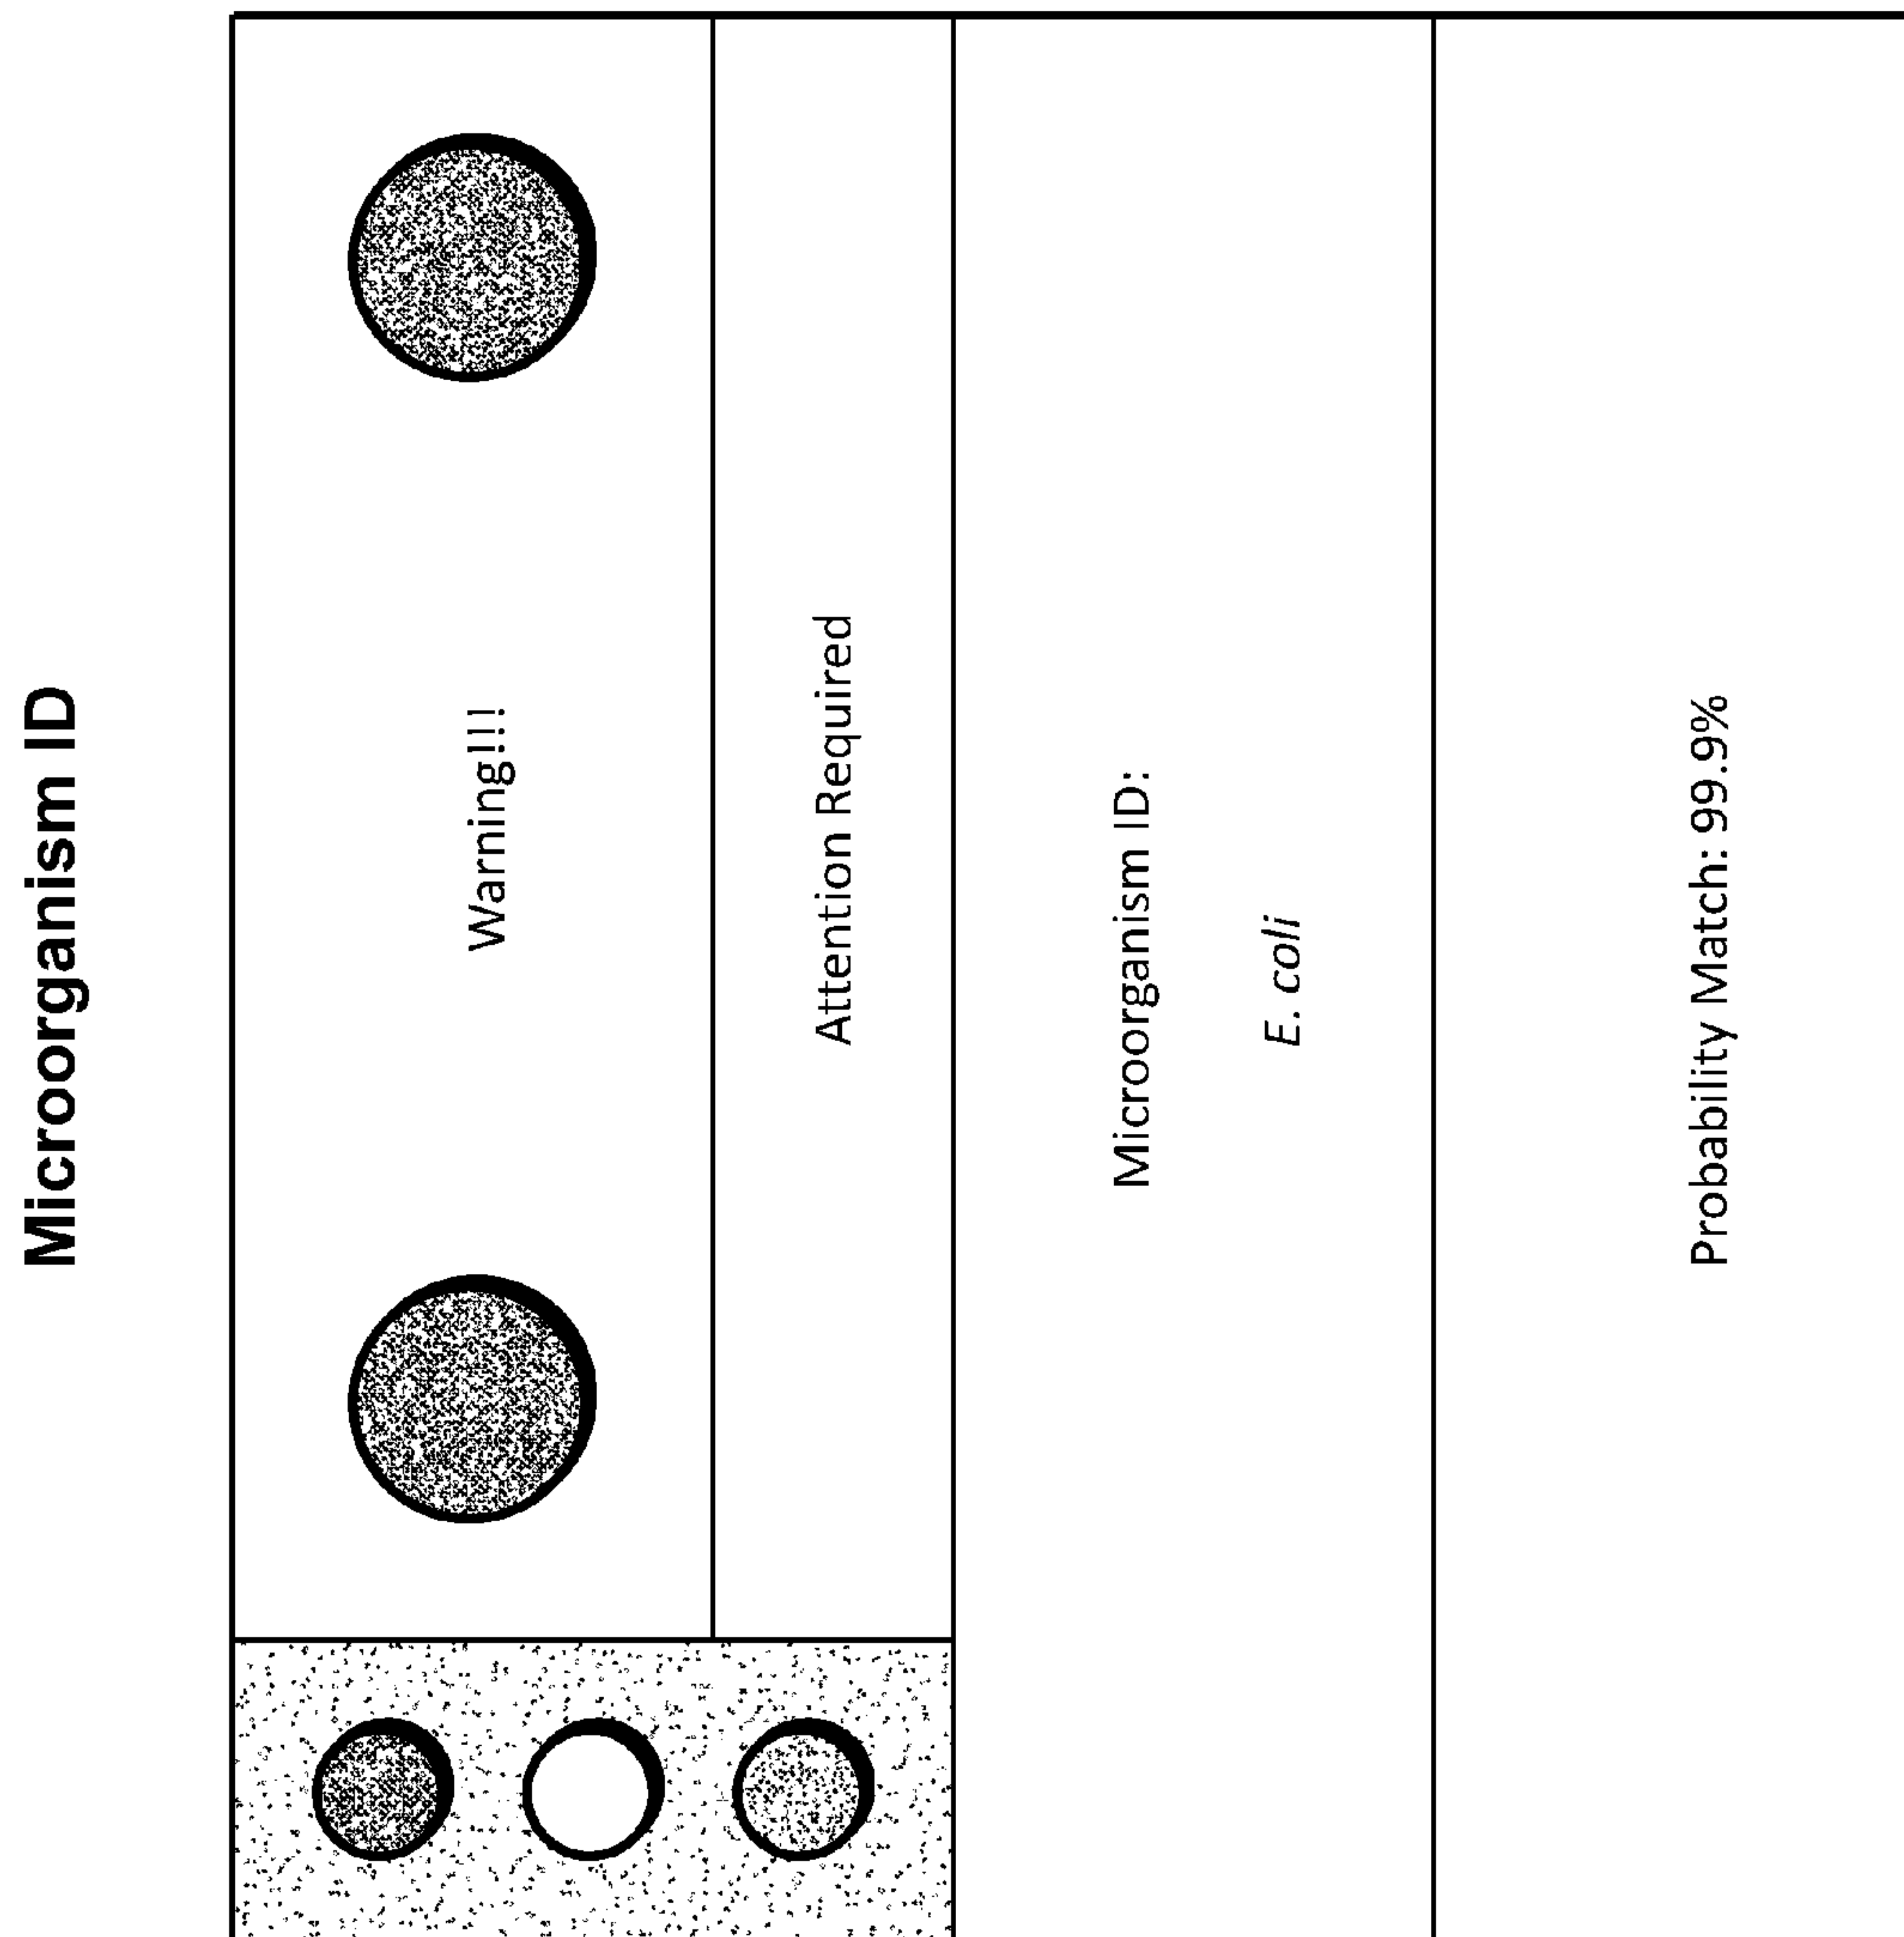 Microorganism ID
Warning!!!
Attention Required
Microorganism ID:
E. coli
Probability Match: 99.9%